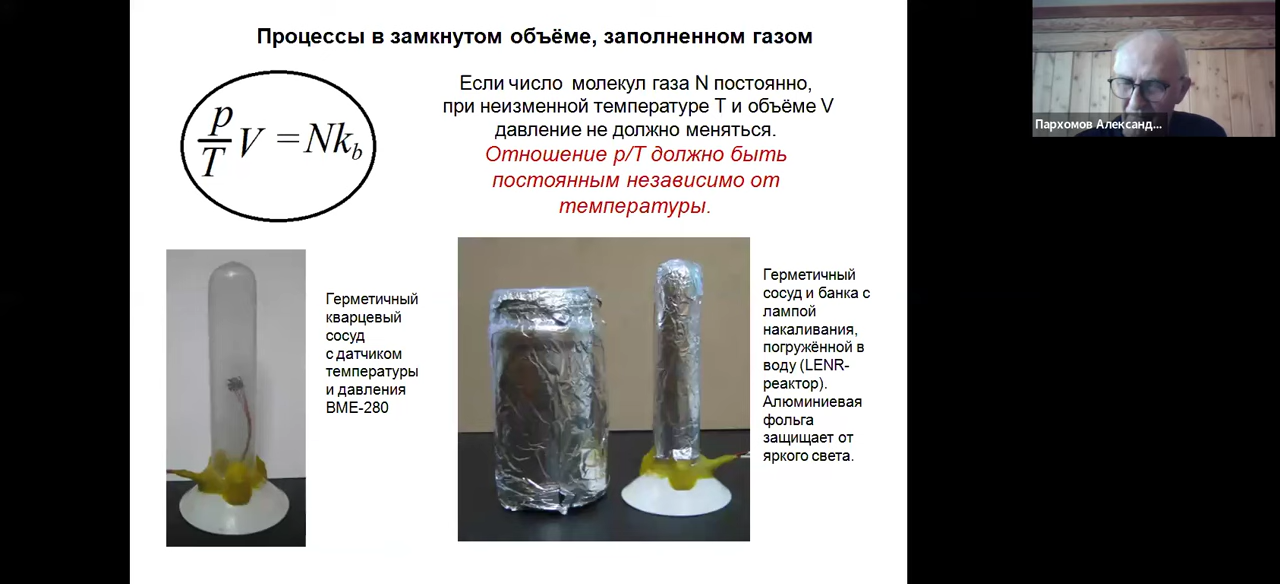 Процессы в замкнутом объёме, заполненном газом
p/T V = Nk_b
Если число молекул газа N постоянно,
при неизменной температуре T и объёме V
давление не должно меняться.
Отношение p/T должно быть
постоянным независимо от
температуры.
Герметичный
кварцевый
сосуд
с датчиком
температуры
и давления
BME-280
Герметичный
сосуд и банка с
лампой
накаливания,
погружённой в
воду (LENR-
реактор).
Алюминиевая
фольга
защищает от
яркого света.
Пархомов Александ...